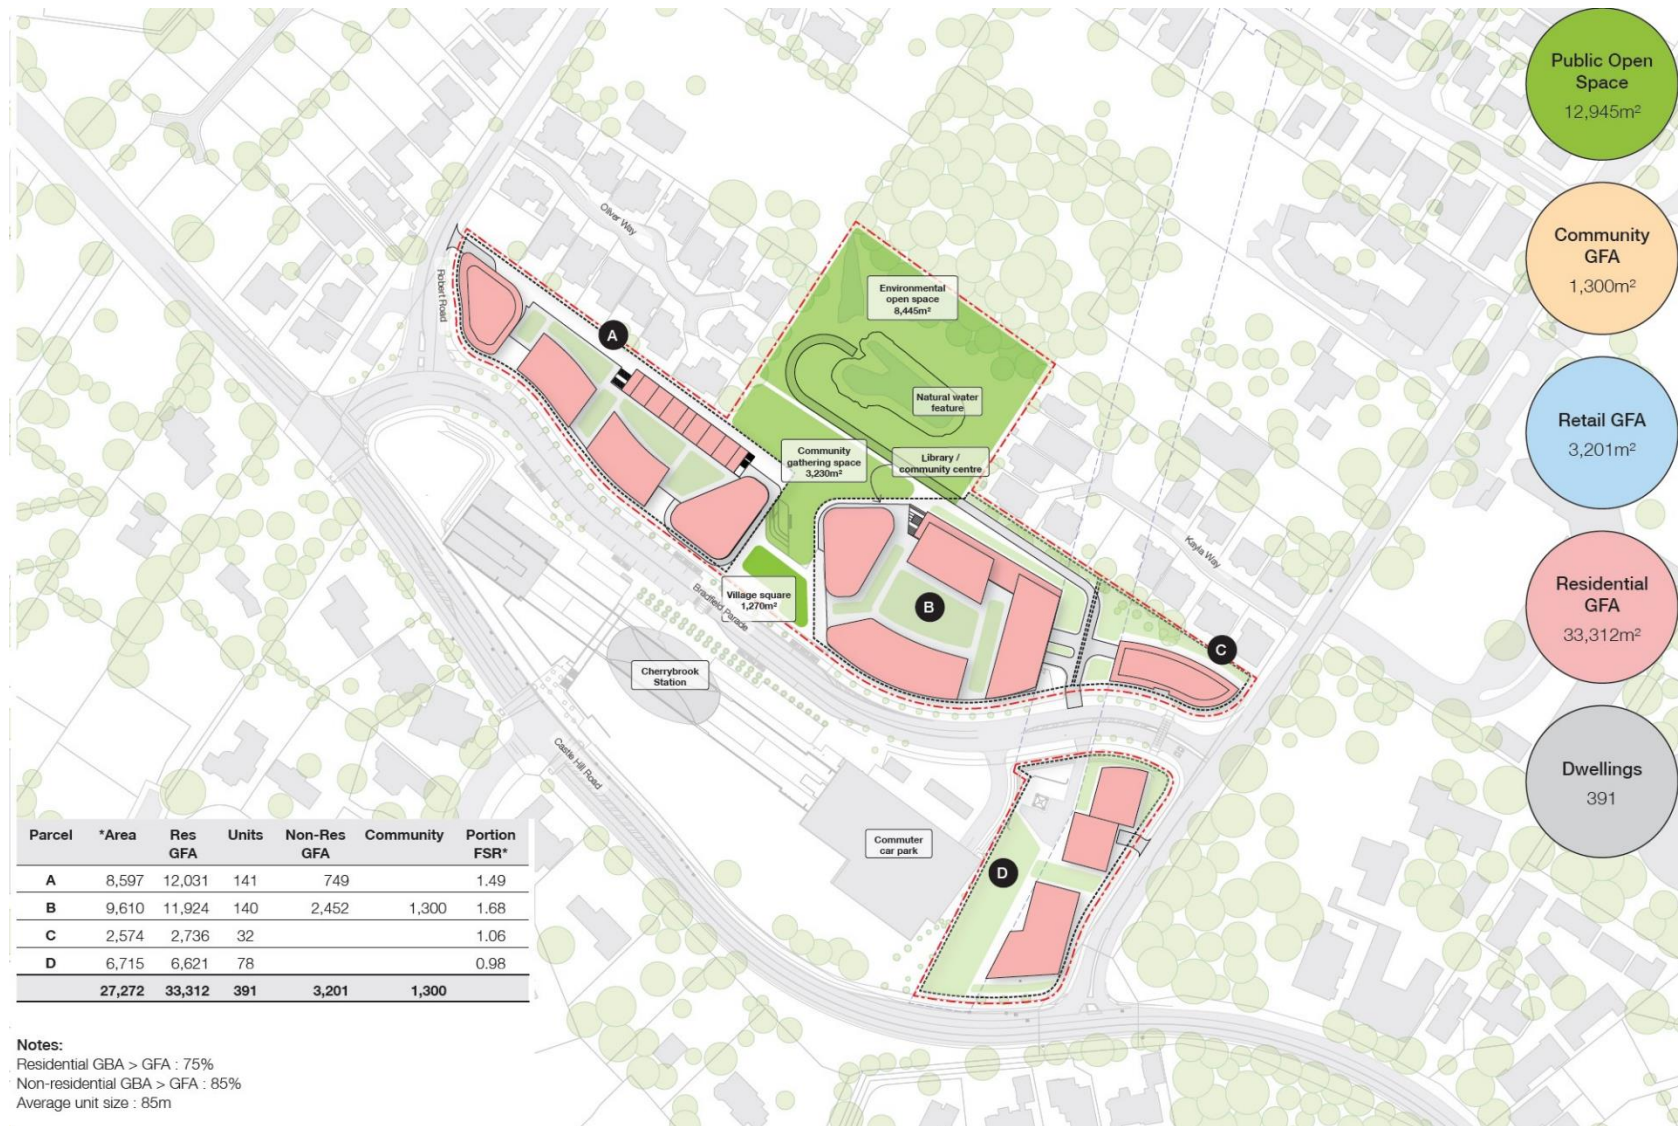 Public Open
Space
12,945m²
Community
GFA
1,300m²
Retail GFA
3,201m²
Residential
GFA
33,312m²
Dwellings
391
Oliver Way
Robert Road
A
Environmental
open space
8,445m²
Natural water
feature
Community
gathering space
3,230m²
Library /
community centre
Kayla Way
Village square
1,270m²
Bradfield Parade
B
C
Cherrybrook
Station
Castle Hill Road
Commuter
car park
D
Parcel *Area Res GFA Units Non-Res GFA Community Portion FSR*
A 8,597 12,031 141 749 1.49
B 9,610 11,924 140 2,452 1,300 1.68
C 2,574 2,736 32 1.06
D 6,715 6,621 78 0.98
27,272 33,312 391 3,201 1,300
Notes:
Residential GBA > GFA : 75%
Non-residential GBA > GFA : 85%
Average unit size : 85m